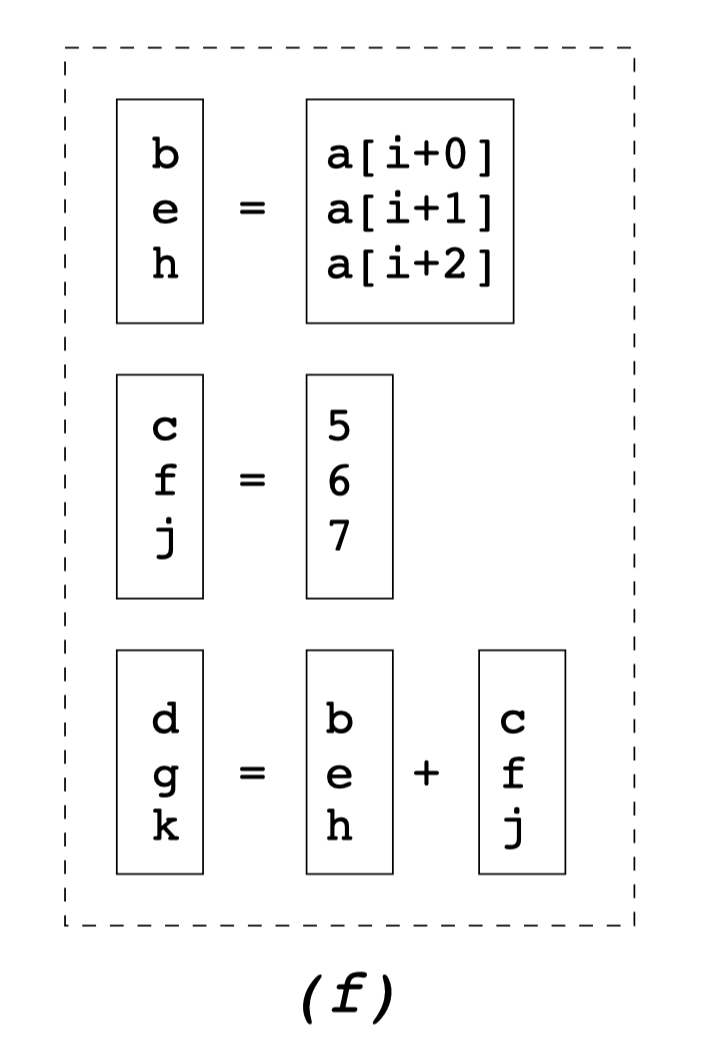 b a[i+0]
e = a[i+1]
h a[i+2]
c 5
f = 6
j 7
d b c
g = e + f
k h j
(f)